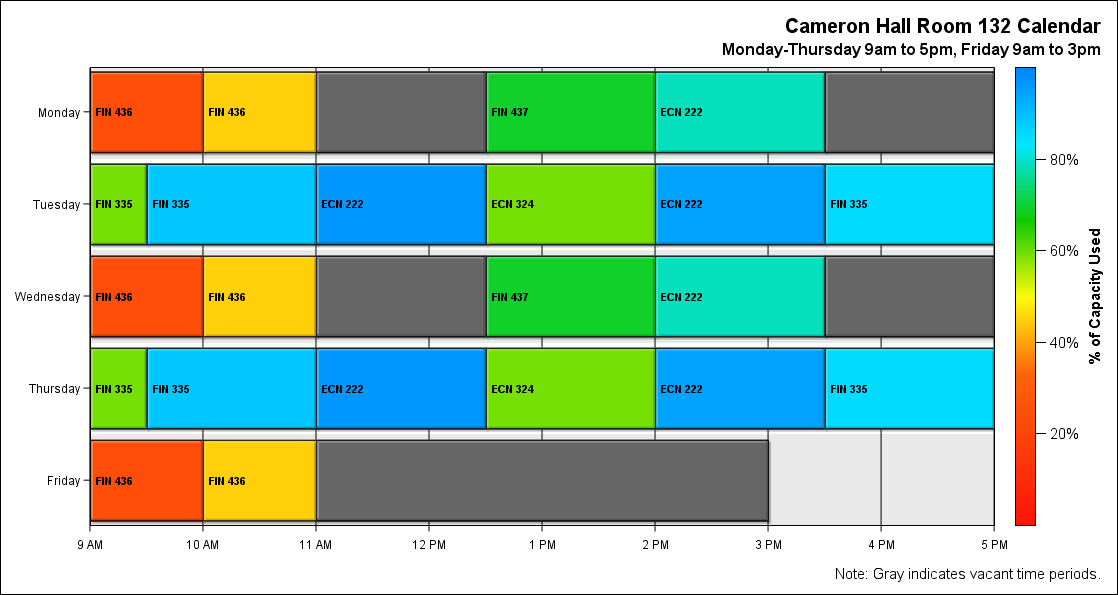 Cameron Hall Room 132 Calendar
Monday-Thursday 9am to 5pm, Friday 9am to 3pm
Monday FIN 436 FIN 436 FIN 437 ECN 222
Tuesday FIN 335 FIN 335 ECN 222 ECN 324 ECN 222 FIN 335
Wednesday FIN 436 FIN 436 FIN 437 ECN 222
Thursday FIN 335 FIN 335 ECN 222 ECN 324 ECN 222 FIN 335
Friday FIN 436 FIN 436
9 AM 10 AM 11 AM 12 PM 1 PM 2 PM 3 PM 4 PM 5 PM
80%
60%
40%
20%
% of Capacity Used
Note: Gray indicates vacant time periods.